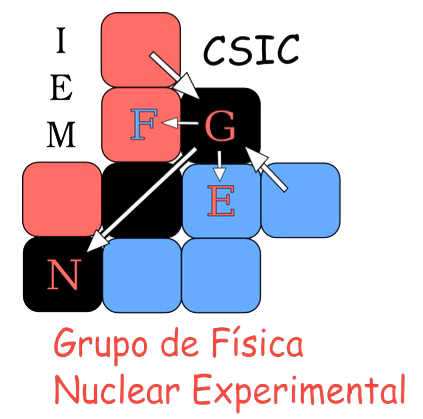 I
E
M
CSIC
F G
E
N
Grupo de Física
Nuclear Experimental